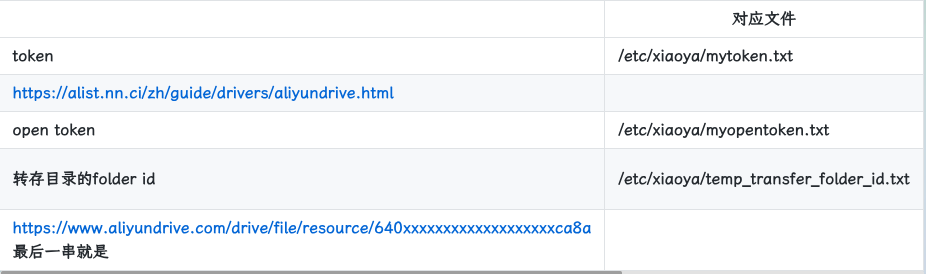 对应文件
token /etc/xiaoya/mytoken.txt
https://alist.nn.ci/zh/guide/drivers/aliyundrive.html
open token /etc/xiaoya/myopentoken.txt
转存目录的folder id /etc/xiaoya/temp_transfer_folder_id.txt
https://www.aliyundrive.com/drive/file/resource/640xxxxxxxxxxxxxxxxxxxca8a
最后一串就是